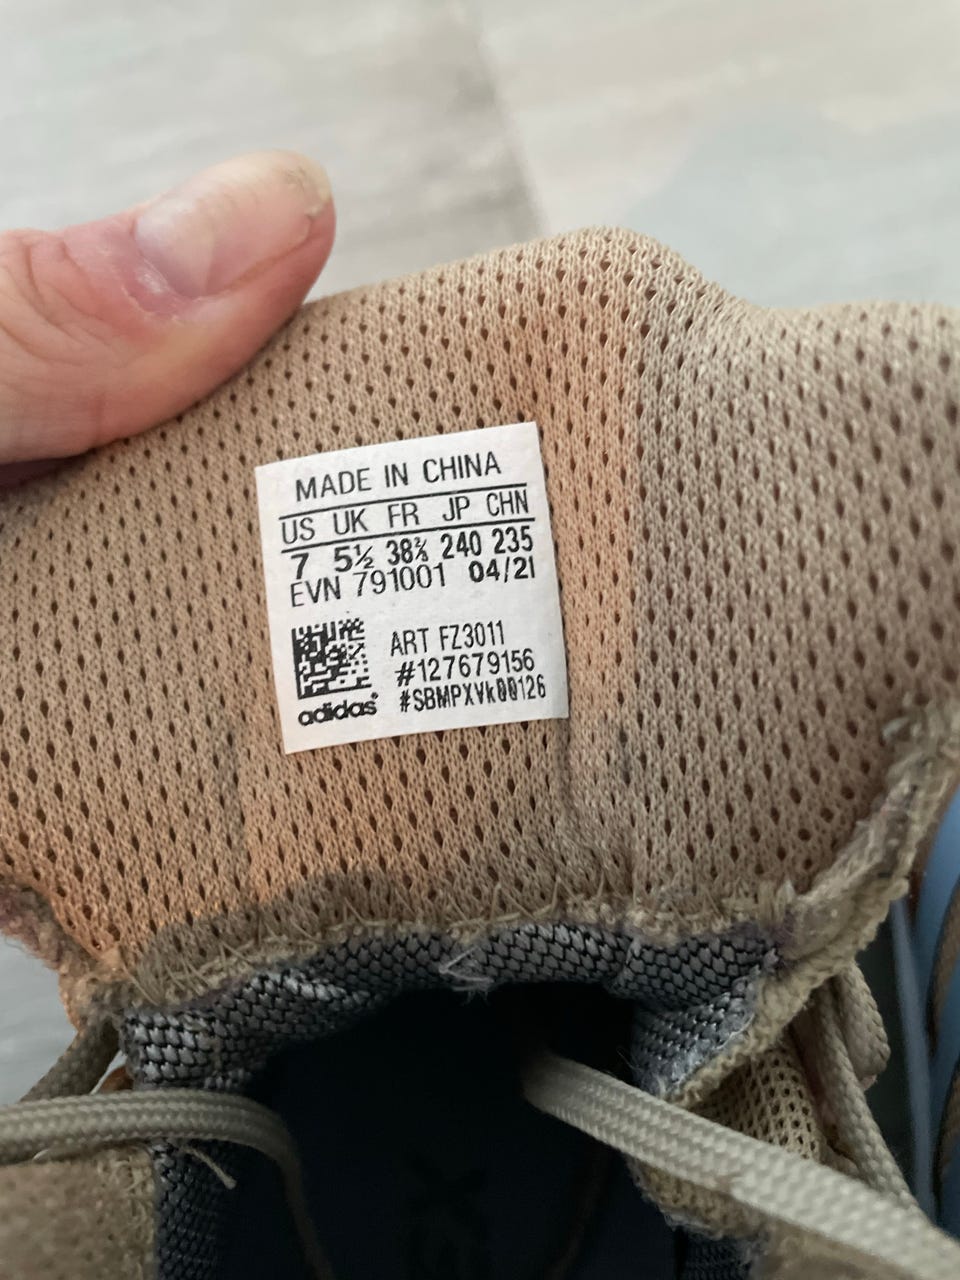 MADE IN CHINA
US UK FR JP CHN
7 5½ 38⅔ 240 235
EVN 791001 04/21
ART FZ3011
#127679156
adidas #SBMPXVk00126